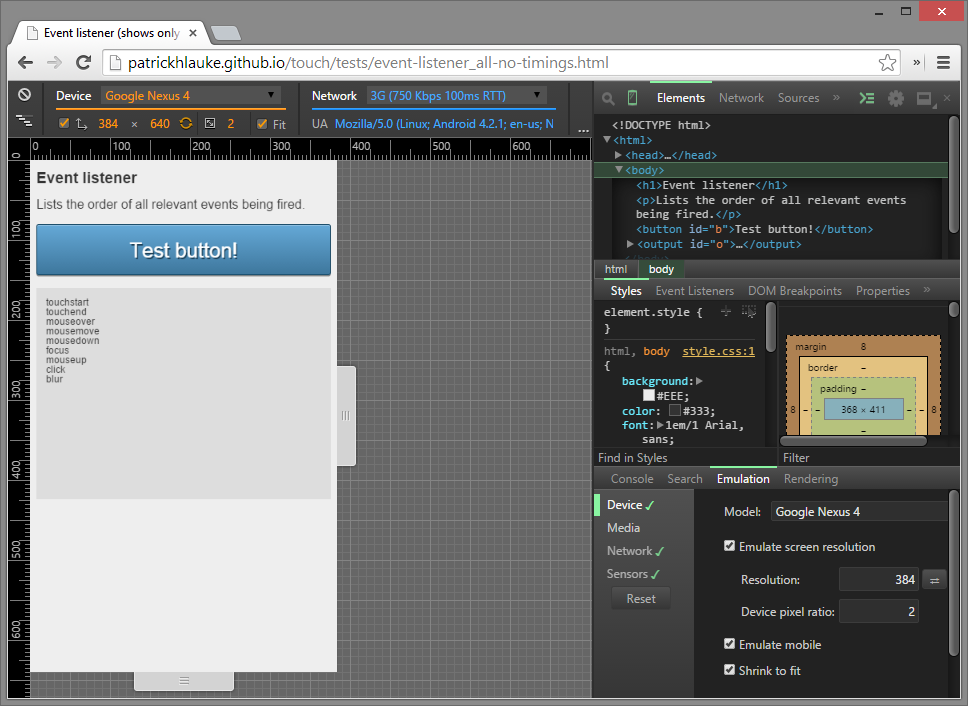 Event listener (shows only
patrickhlauke.github.io/touch/tests/event-listener_all-no-timings.html
»
Device Google Nexus 4 Network 3G (750 Kbps 100ms RTT)
384 × 640 2 Fit UA Mozilla/5.0 (Linux; Android 4.2.1; en-us; N
...
0 100 200 300 400 500 600
0
100
200
300
400
500
600
Event listener
Lists the order of all relevant events being fired.
Test button!
touchstart
touchend
mouseover
mousemove
mousedown
focus
mouseup
click
blur
Elements Network Sources »
<!DOCTYPE html>
<html>
<head>…</head>
<body>
<h1>Event listener</h1>
<p>Lists the order of all relevant events
being fired.</p>
<button id="b">Test button!</button>
<output id="o">…</output>
</body>
html body
Styles Event Listeners DOM Breakpoints Properties »
element.style {
}
html, body style.css:1
{
background:
#EEE;
color: #333;
font: 1em/1 Arial,
sans;
Find in Styles
margin 8
border –
padding –
8 – – 368 × 411 – – 8
–
Filter
Console Search Emulation Rendering
Device ✓
Media
Network ✓
Sensors ✓
Reset
Model: Google Nexus 4
Emulate screen resolution
Resolution: 384
Device pixel ratio: 2
Emulate mobile
Shrink to fit